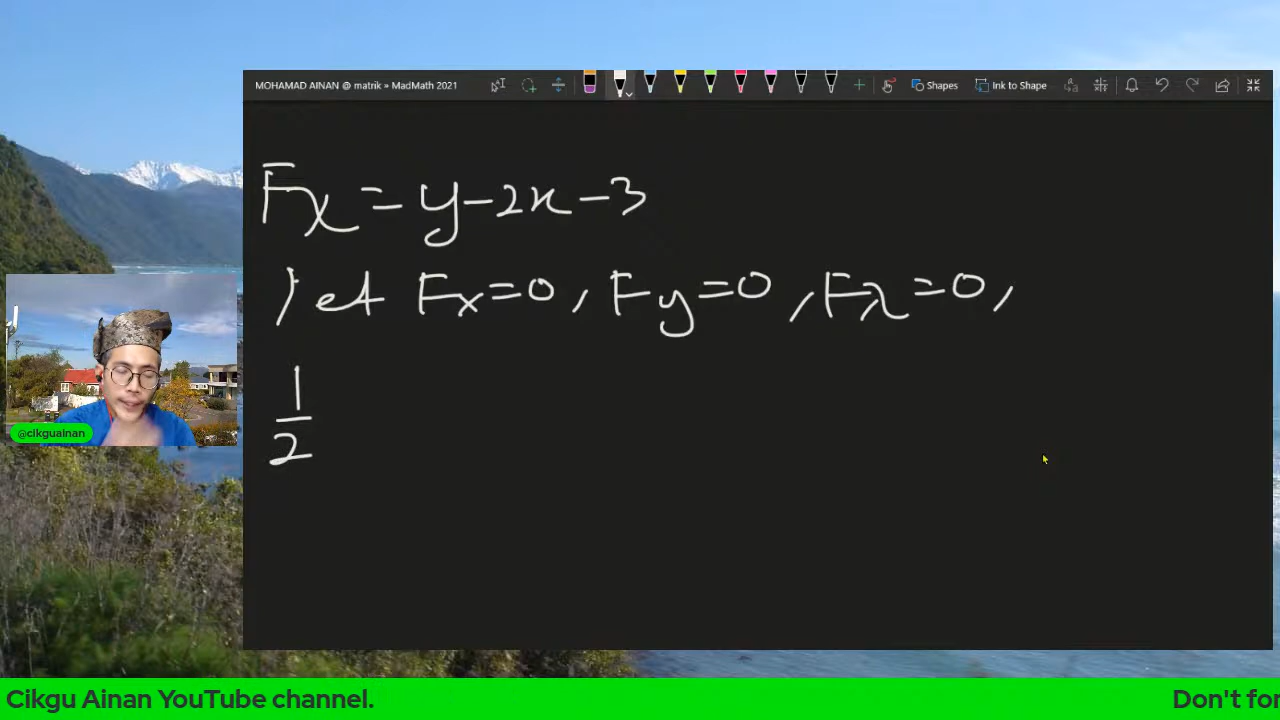 MOHAMAD AINAN @ matrik » MadMath 2021
Shapes
Ink to Shape
Fλ = y - 2x - 3
let Fx = 0, Fy = 0, Fλ = 0,
1/2
@cikguainan
Cikgu Ainan YouTube channel.
Don't for